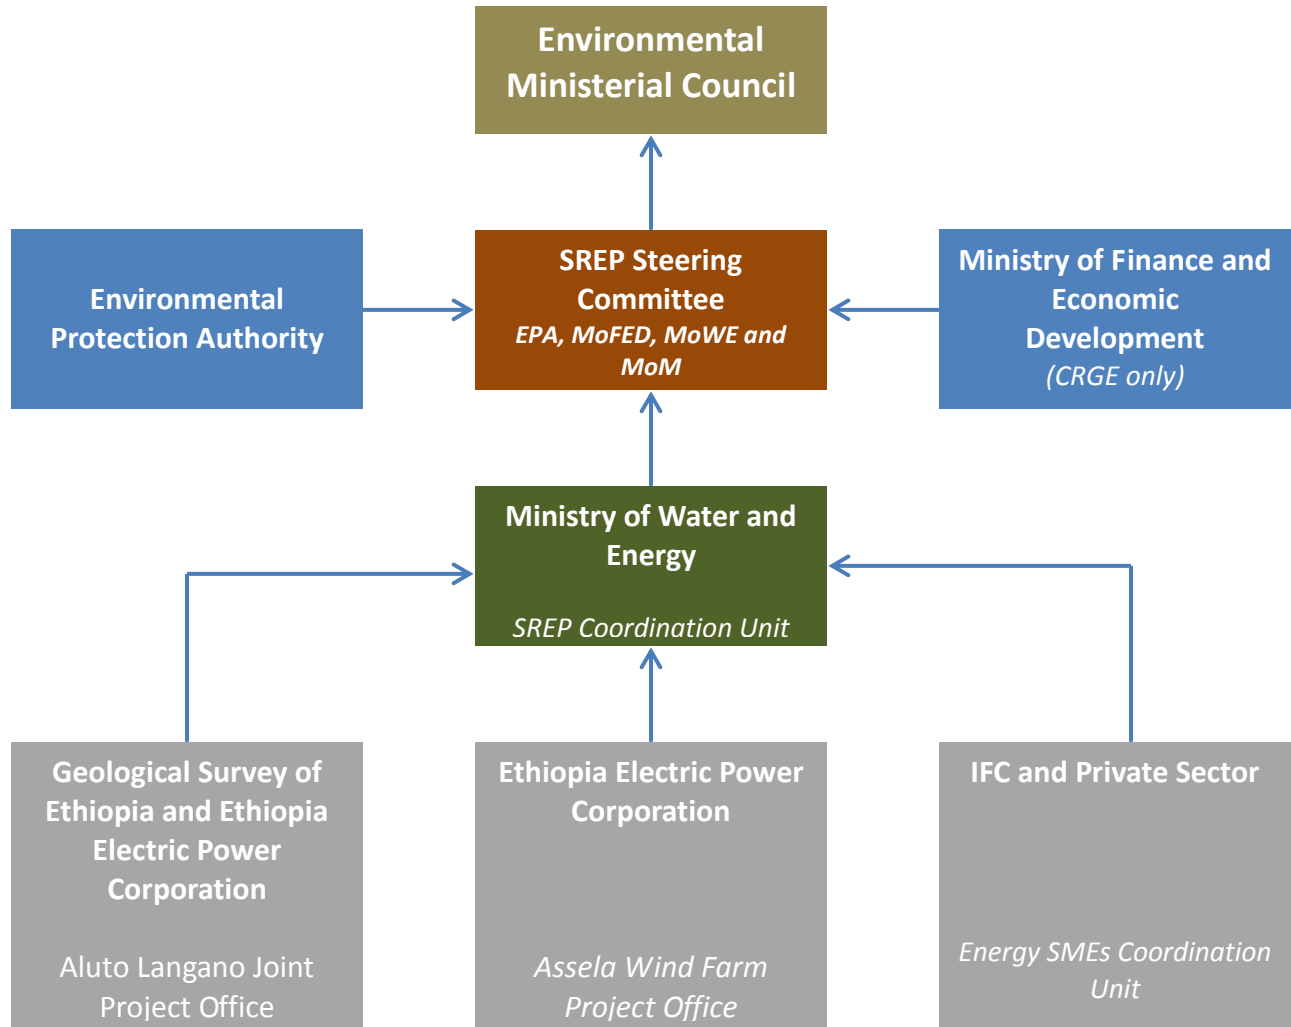 Environmental
Ministerial Council
Environmental
Protection Authority
SREP Steering
Committee
EPA, MoFED, MoWE and
MoM
Ministry of Finance and
Economic
Development
(CRGE only)
Ministry of Water and
Energy
SREP Coordination Unit
Geological Survey of
Ethiopia and Ethiopia
Electric Power
Corporation
Aluto Langano Joint
Project Office
Ethiopia Electric Power
Corporation
Assela Wind Farm
Project Office
IFC and Private Sector
Energy SMEs Coordination
Unit